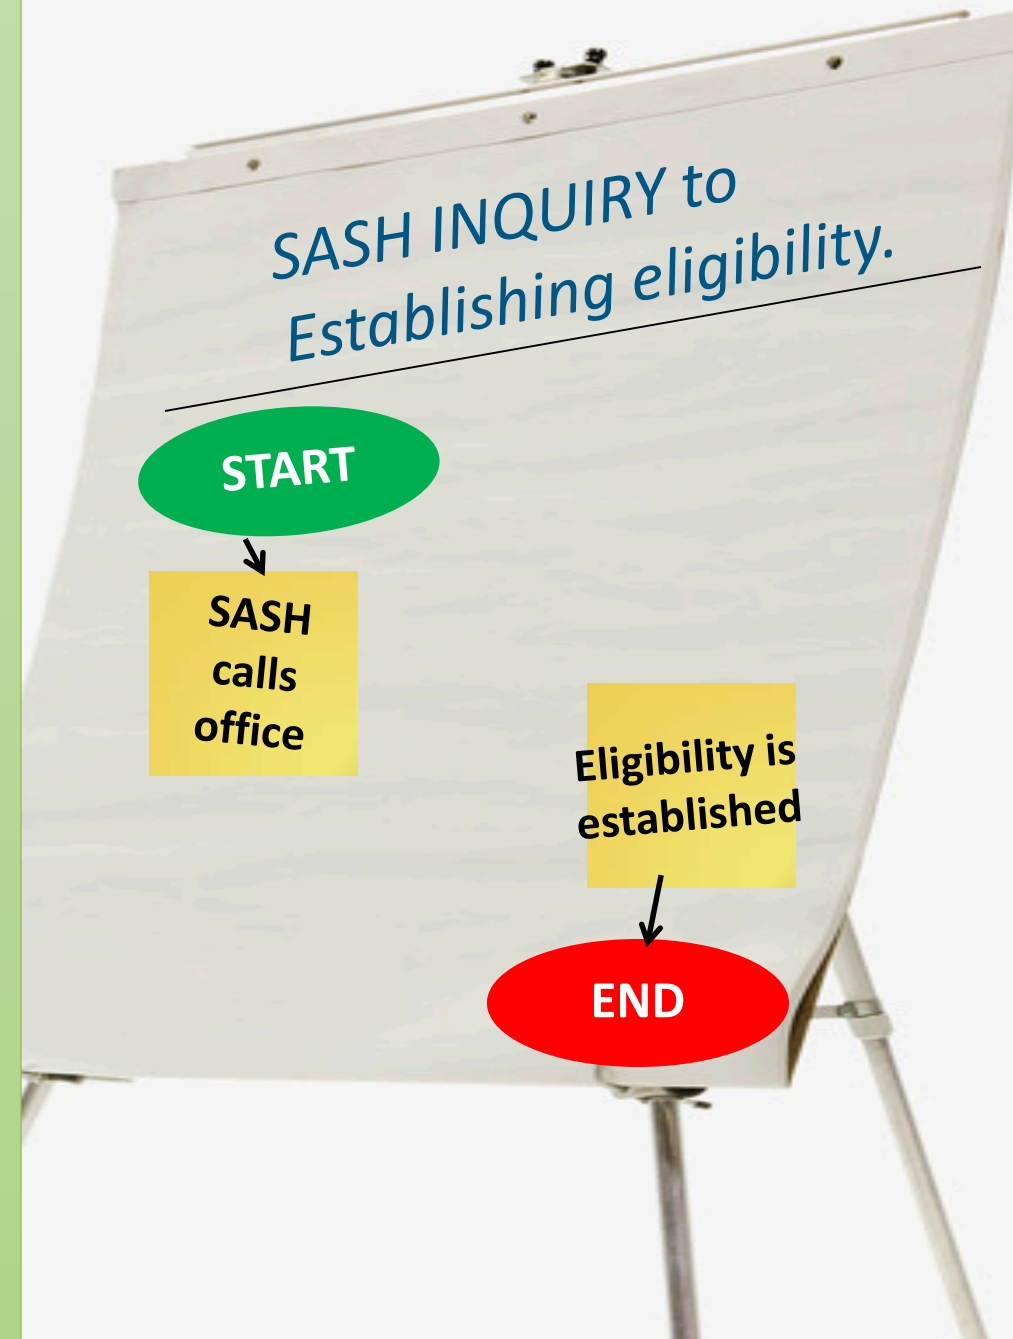 SASH INQUIRY to
Establishing eligibility.
START
SASH
calls
office
Eligibility is
established
END